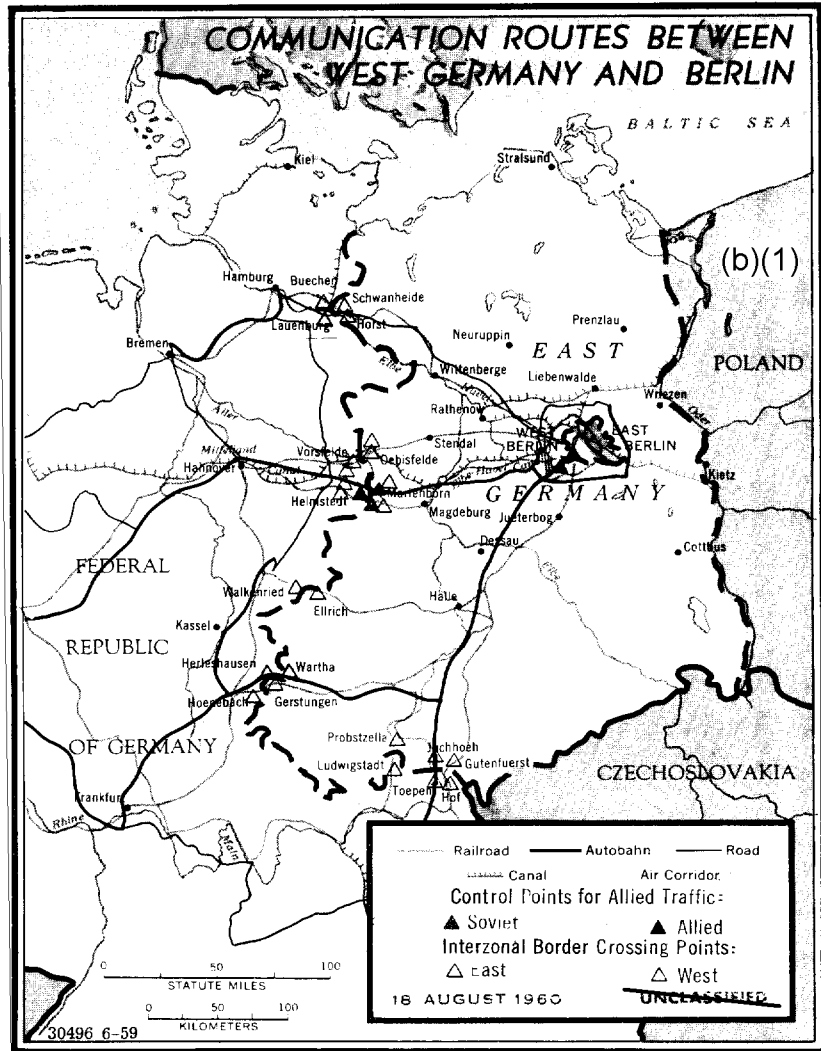 COMMUNICATION ROUTES BETWEEN
WEST GERMANY AND BERLIN
BALTIC SEA
Kiel
Stralsund
(b)(1)
Hamburg
Buechen
Schwanheide
Lauenburg
Horst
Neuruppin
Prenzlau
EAST
POLAND
Bremen
Elbe
Wittenberge
Liebenwalde
Havel
Wriezen
Rathenow
Oder
Aller
WEST
BERLIN
EAST
BERLIN
Stendal
Mittelland
Vorsfelde
Oebisfelde
Hannover
Canal
Kietz
Helmstedt
Marienborn
GERMANY
Magdeburg
Jueterbog
Dessau
Cottbus
Elbe
FEDERAL
Walkenried
Ellrich
Halle
Kassel
REPUBLIC
Herleshausen
Wartha
Hoenebach
Gerstungen
OF GERMANY
Probstzella
Juchhoeh
Ludwigstadt
Gutenfuerst
CZECHOSLOVAKIA
Toepen
Hof
Frankfurt
Rhine
Main
Railroad
Autobahn
Road
Canal
Air Corridor
Control Points for Allied Traffic:
Soviet
Allied
Interzonal Border Crossing Points:
East
West
18 AUGUST 1960
UNCLASSIFIED
0 50 100
STATUTE MILES
0 50 100
KILOMETERS
30496 6-59